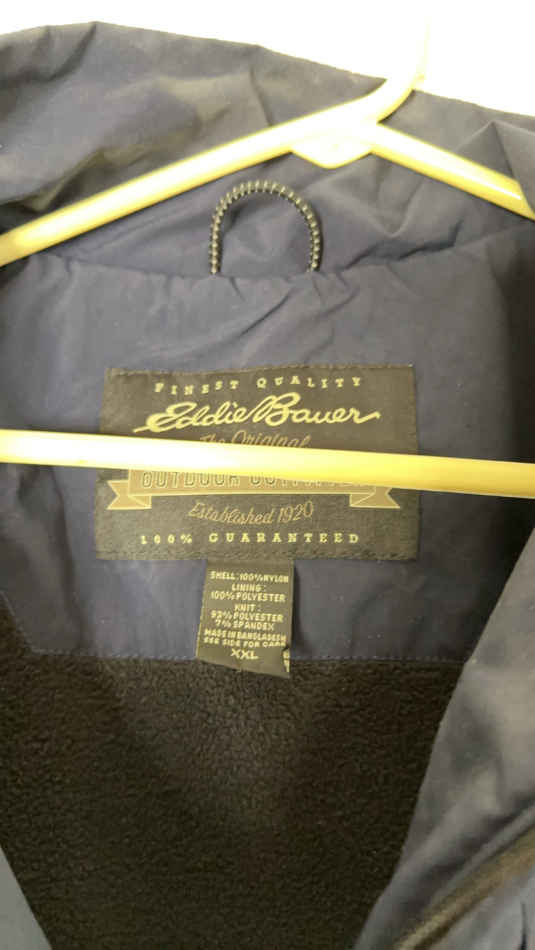 FINEST QUALITY
Eddie Bauer
The Original
Established 1920
100% GUARANTEED
SHELL: 100% NYLON
LINING:
100% POLYESTER
KNIT:
93% POLYESTER
7% SPANDEX
MADE IN BANGLADESH
SEE SIDE FOR CARE
XXL